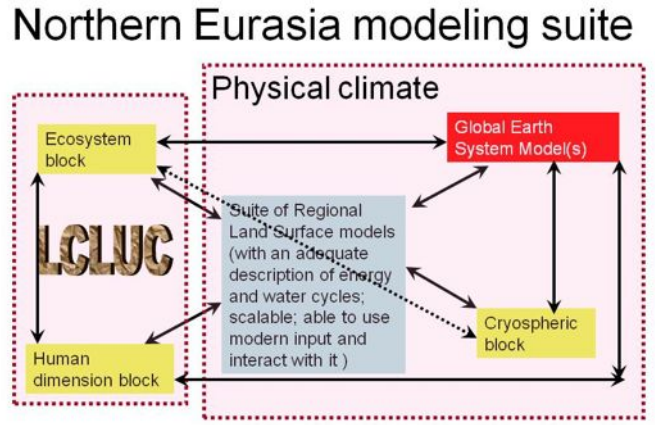 Northern Eurasia modeling suite
Physical climate
Ecosystem
block
Global Earth
System Model(s)
LCLUC
Suite of Regional
Land Surface models
(with an adequate
description of energy
and water cycles;
scalable; able to use
modern input and
interact with it )
Cryospheric
block
Human
dimension block